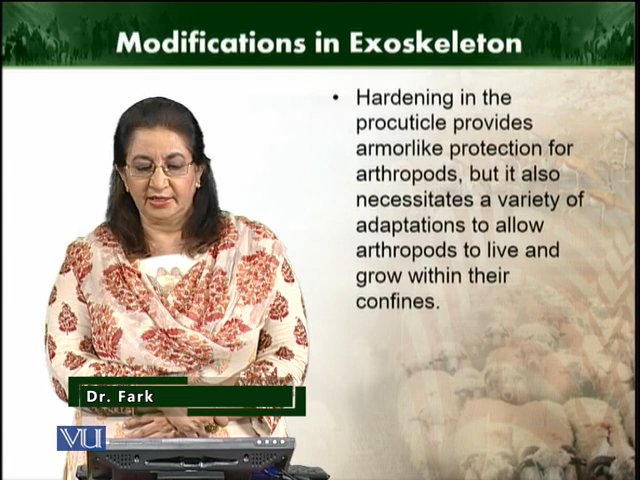 Modifications in Exoskeleton
• Hardening in the
procuticle provides
armorlike protection for
arthropods, but it also
necessitates a variety of
adaptations to allow
arthropods to live and
grow within their
confines.
Dr. Fark
VU